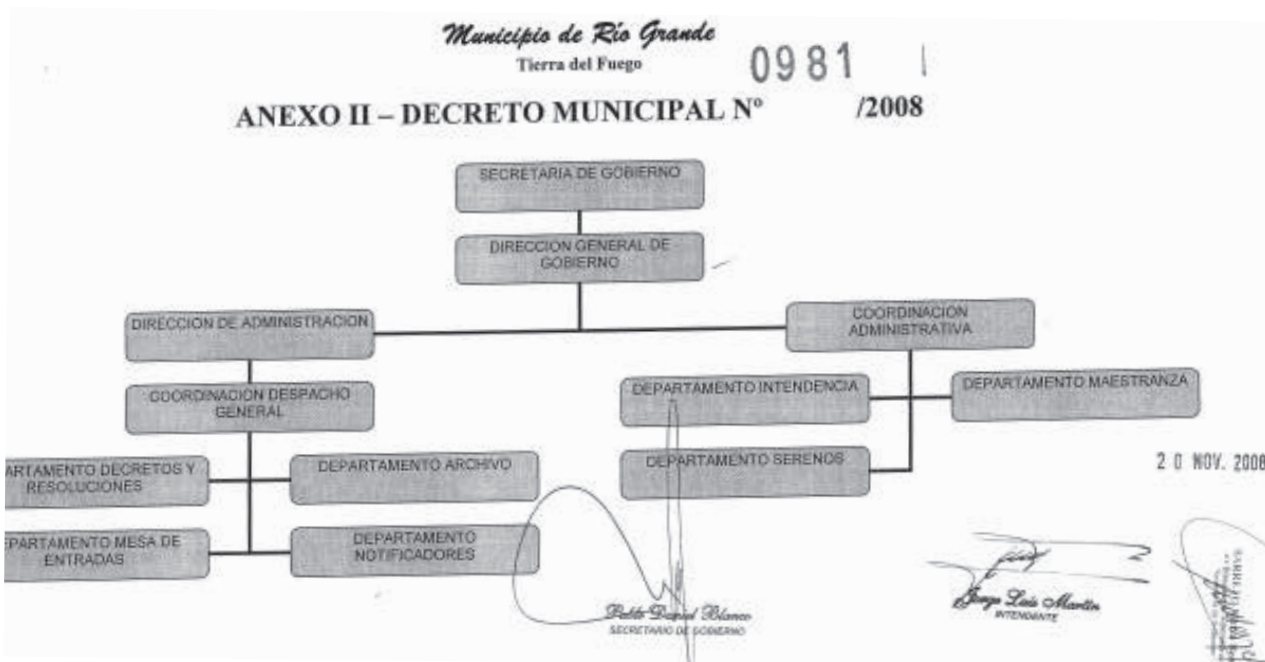 Municipio de Río Grande
Tierra del Fuego
0981
ANEXO II – DECRETO MUNICIPAL Nº /2008
SECRETARIA DE GOBIERNO
DIRECCION GENERAL DE
GOBIERNO
DIRECCION DE ADMINISTRACION
COORDINACION
ADMINISTRATIVA
COORDINACION DESPACHO
GENERAL
DEPARTAMENTO INTENDENCIA
DEPARTAMENTO MAESTRANZA
ARTAMENTO DECRETOS Y
RESOLUCIONES
DEPARTAMENTO ARCHIVO
DEPARTAMENTO SERENOS
20 NOV. 2008
EPARTAMENTO MESA DE
ENTRADAS
DEPARTAMENTO
NOTIFICADORES
Pablo Daniel Blanco
SECRETARIO DE GOBIERNO
Jorge Luis Martin
INTENDENTE